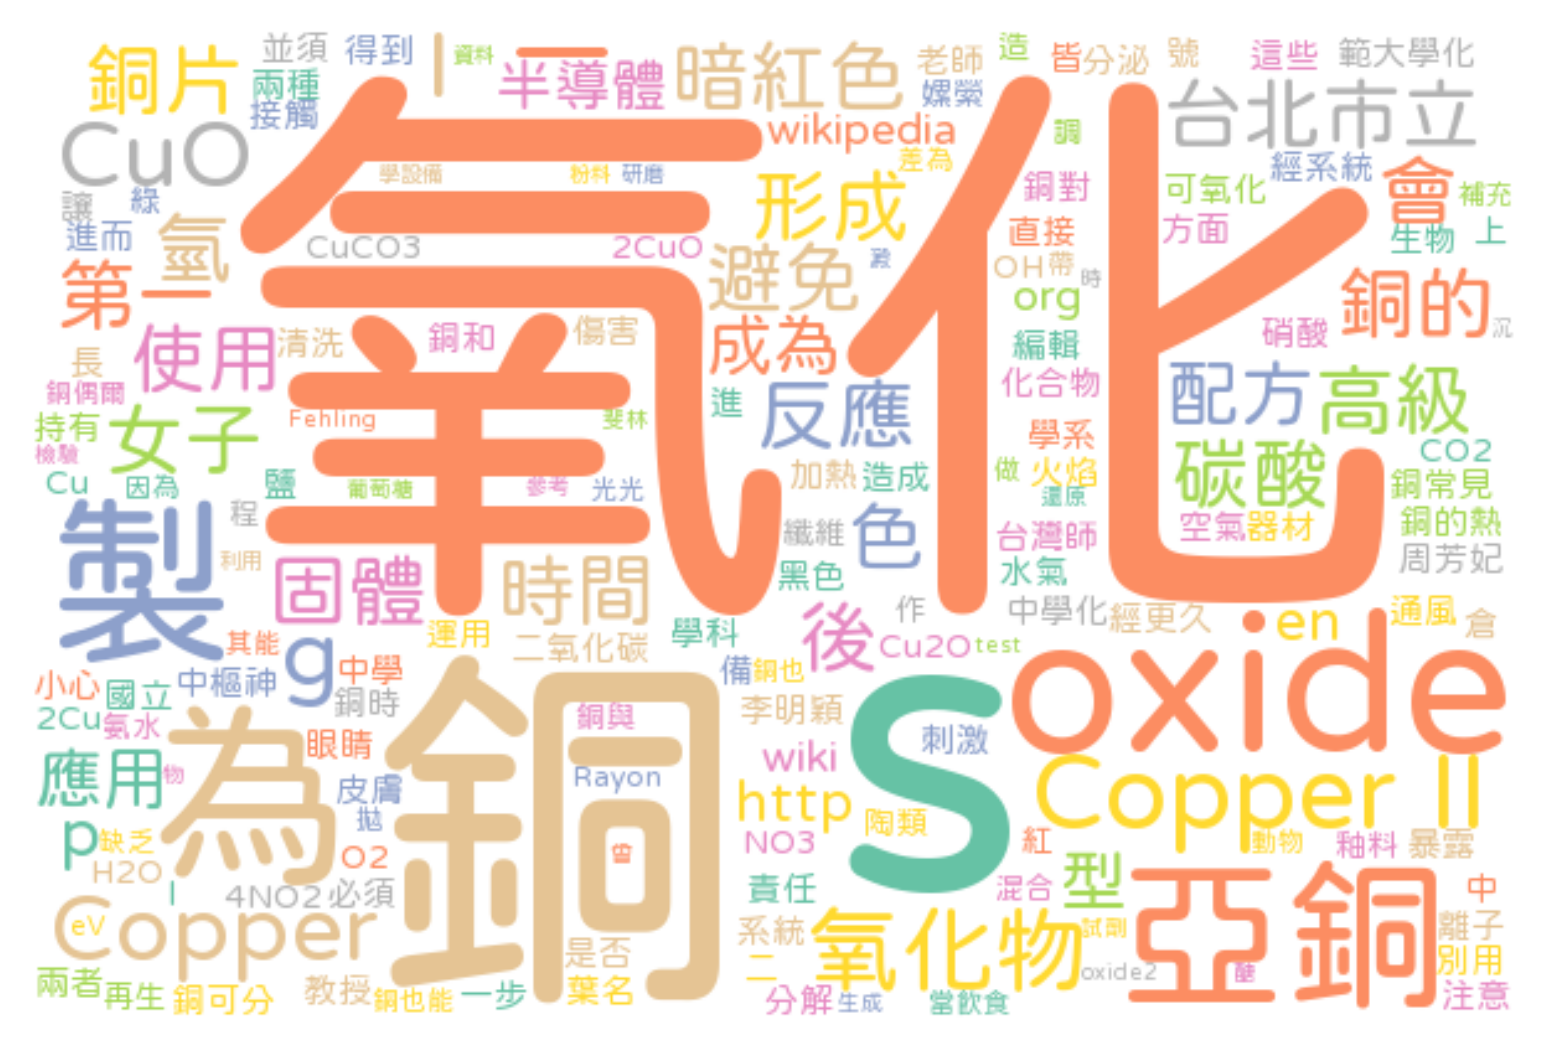 並須 得到 資料 銅片 兩種 接觸 CuO
半導體 暗紅色 老師 造 皆 分泌 號 這些 範大學化
嫘縈 wikipedia 調 台北市立
學設備 粉料 研磨 差為 經系統 會
讓 綠 形成 銅對 可氧化 補充
進而 氫 CuCO3 2CuO 直接 方面 生物 上
氧化
第一 避免 澱 OH 帶 時 org 銅的
使用 清洗 銅和 傷害 成為 編輯 硝酸 沉
長 銅偶爾 化合物 配方 高級
持有 女子 Fehling 斐林 進 反應 學系 碳酸 CO2
檢驗 Cu 因為 鹽 葡萄糖 參考 光光 加熱 造成 做 火焰 還原 銅常見
製 程 纖維 色 台灣師 空氣 器材 銅的熱
利用 固體 時間 黑色 水氣 周芳妃
其能 g 運用 二氧化碳 學科 後 作 中學化 經更久 en 通風 倉
小心 國立 中樞神 中學 Cu2O test oxide
2Cu 氨水 銅時 備 銅也 李明穎
為 銅 銅與 s 刺激
應用 物 眼睛 皮膚 Rayon wiki Copper II
p 缺乏 拋 http 陶類
H2O O2 NO3 紅 動物 釉料 暴露
l 4NO2 必須 責任 混合 型 亞銅 中
eV Copper 系統 氧化物 試劑 離子
是否 二 oxide2 醣 別用
兩者 再生 銅可分 教授 銅也能 一步 葉名 分解 生成 當飲食 注意